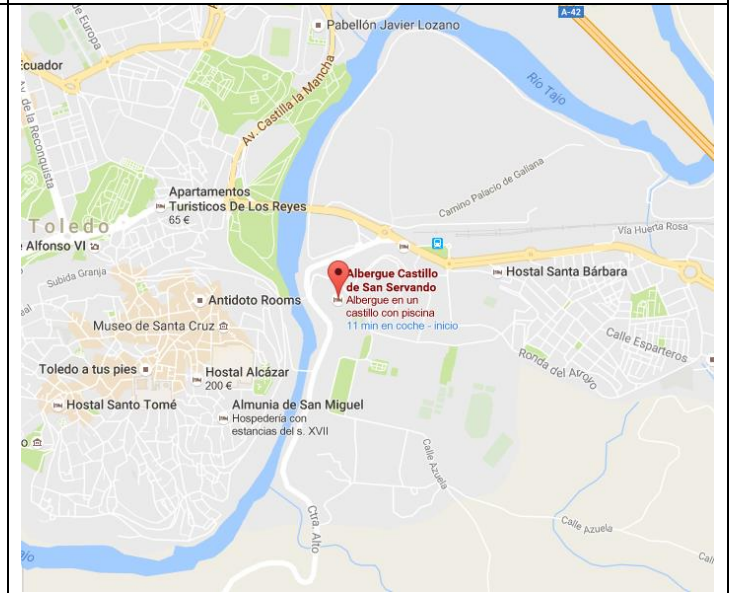 A-42
Pabellón Javier Lozano
de Europa
Ecuador
Av. de la Reconquista
Av. Castilla la Mancha
Río Tajo
Apartamentos
Turisticos De Los Reyes
65 €
Camino Palacio de Galiana
Toledo
Alfonso VI
Vía Huerta Rosa
Subida Granja
Albergue Castillo
de San Servando
Albergue en un
castillo con piscina
11 min en coche - inicio
Hostal Santa Bárbara
Antidoto Rooms
Museo de Santa Cruz
Calle Esparteros
Ronda del Arroyo
Toledo a tus pies
Hostal Alcázar
200 €
Hostal Santo Tomé
Almunia de San Miguel
Hospedería con
estancias del s. XVII
Calle Azuela
Ctra. Alto
Calle Azuela